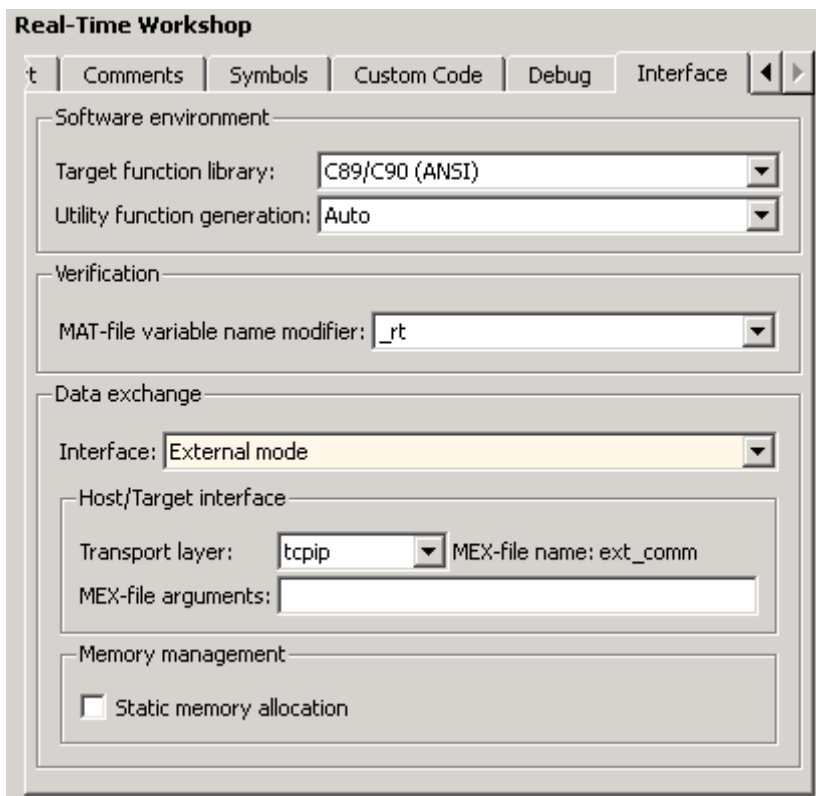 Real-Time Workshop
t Comments Symbols Custom Code Debug Interface
Software environment
Target function library: C89/C90 (ANSI)
Utility function generation: Auto
Verification
MAT-file variable name modifier: _rt
Data exchange
Interface: External mode
Host/Target interface
Transport layer: tcpip MEX-file name: ext_comm
MEX-file arguments:
Memory management
Static memory allocation